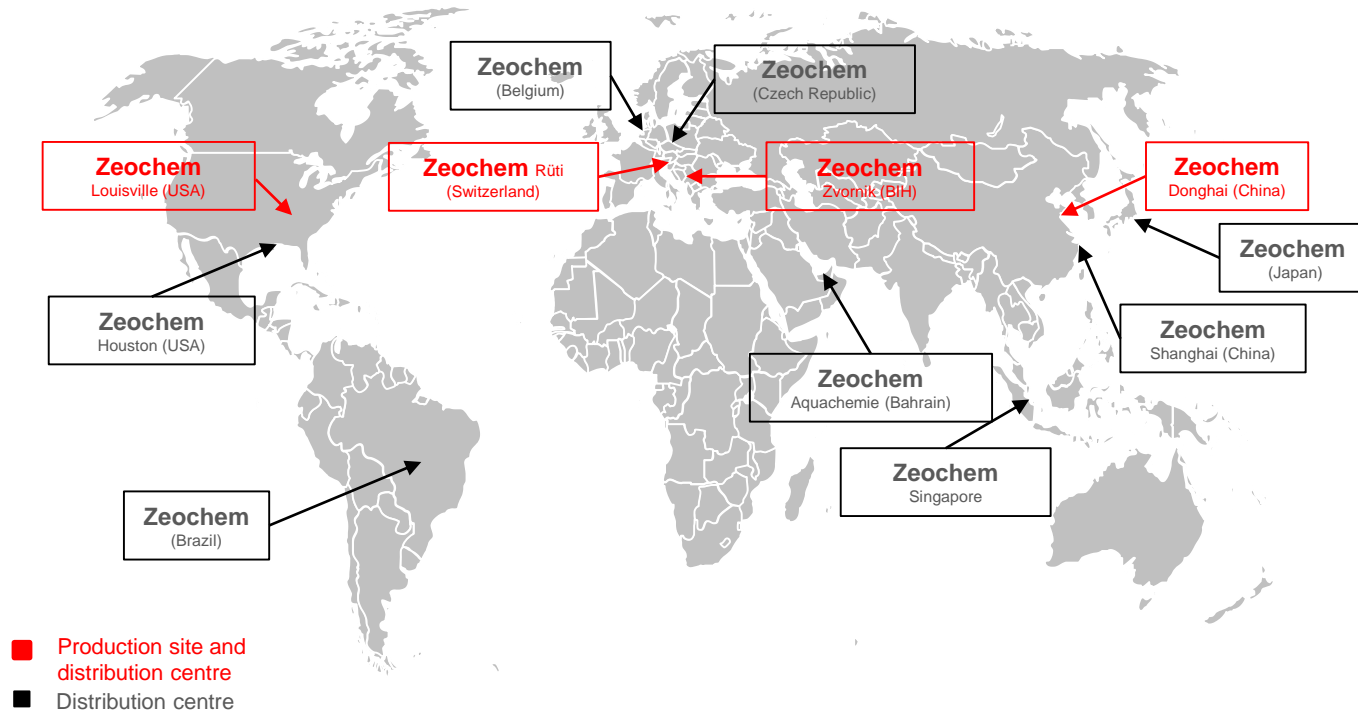 Zeochem
(Belgium)
Zeochem
(Czech Republic)
Zeochem
Louisville (USA)
Zeochem Rüti
(Switzerland)
Zeochem
Zvornik (BIH)
Zeochem
Donghai (China)
Zeochem
(Japan)
Zeochem
Houston (USA)
Zeochem
Shanghai (China)
Zeochem
Aquachemie (Bahrain)
Zeochem
Singapore
Zeochem
(Brazil)
Production site and
distribution centre
Distribution centre